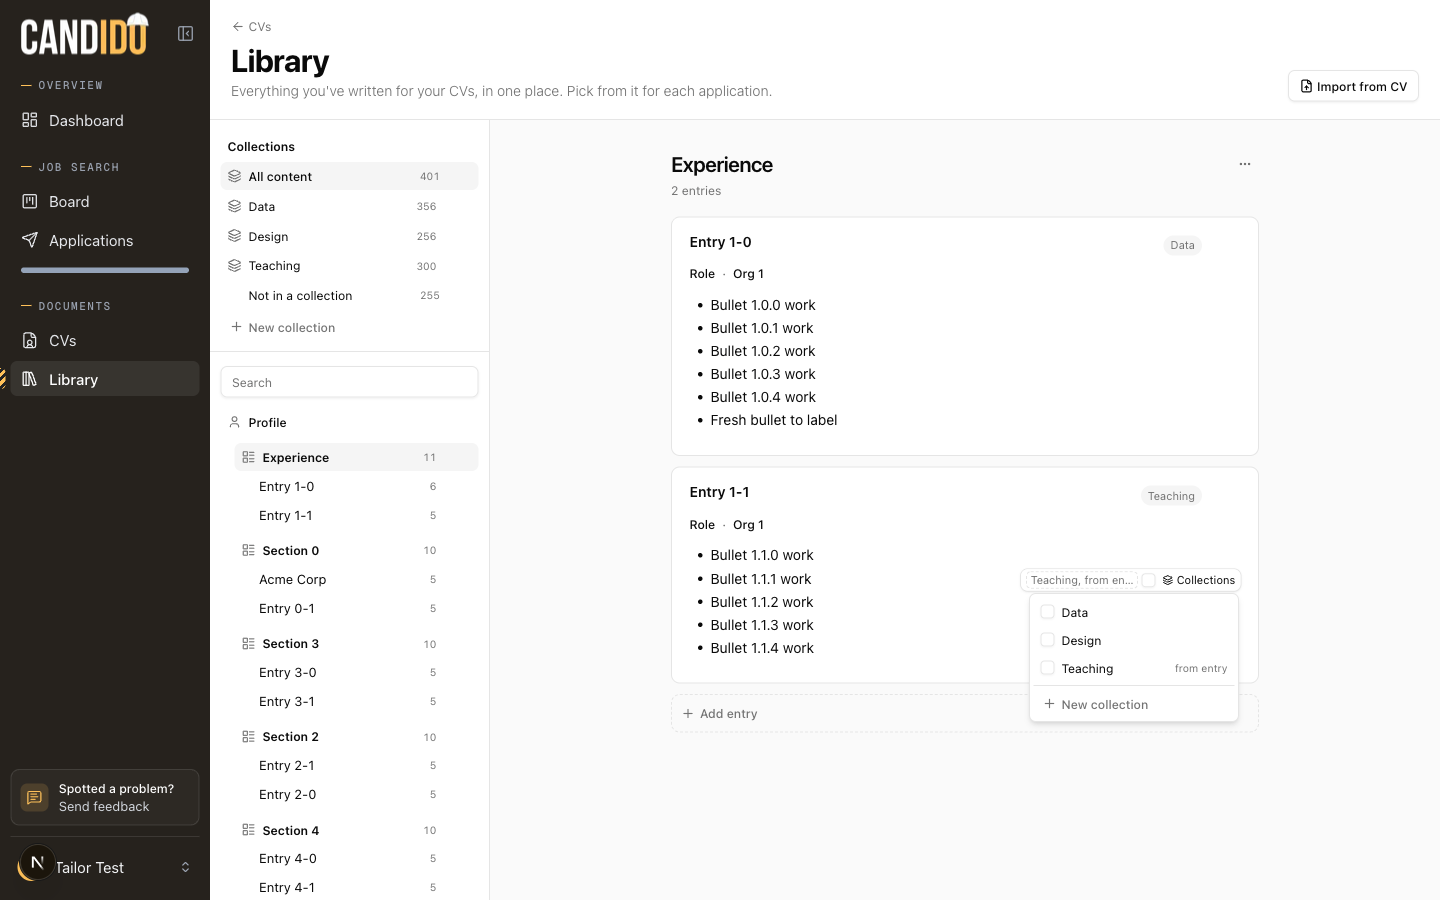 CANDIDO
OVERVIEW
Dashboard
JOB SEARCH
Board
Applications
DOCUMENTS
CVs
Library
Spotted a problem?
Send feedback
N
Tailor Test
CVs
Library
Everything you've written for your CVs, in one place. Pick from it for each application.
Import from CV
Collections
All content 401
Data 356
Design 256
Teaching 300
Not in a collection 255
New collection
Search
Profile
Experience 11
Entry 1-0 6
Entry 1-1 5
Section 0 10
Acme Corp 5
Entry 0-1 5
Section 3 10
Entry 3-0 5
Entry 3-1 5
Section 2 10
Entry 2-1 5
Entry 2-0 5
Section 4 10
Entry 4-0 5
Entry 4-1 5
Experience
2 entries
Entry 1-0 Data
Role · Org 1
• Bullet 1.0.0 work
• Bullet 1.0.1 work
• Bullet 1.0.2 work
• Bullet 1.0.3 work
• Bullet 1.0.4 work
• Fresh bullet to label
Entry 1-1 Teaching
Role · Org 1
• Bullet 1.1.0 work
• Bullet 1.1.1 work
• Bullet 1.1.2 work
• Bullet 1.1.3 work
• Bullet 1.1.4 work
Teaching, from en... Collections
Data
Design
Teaching from entry
New collection
Add entry